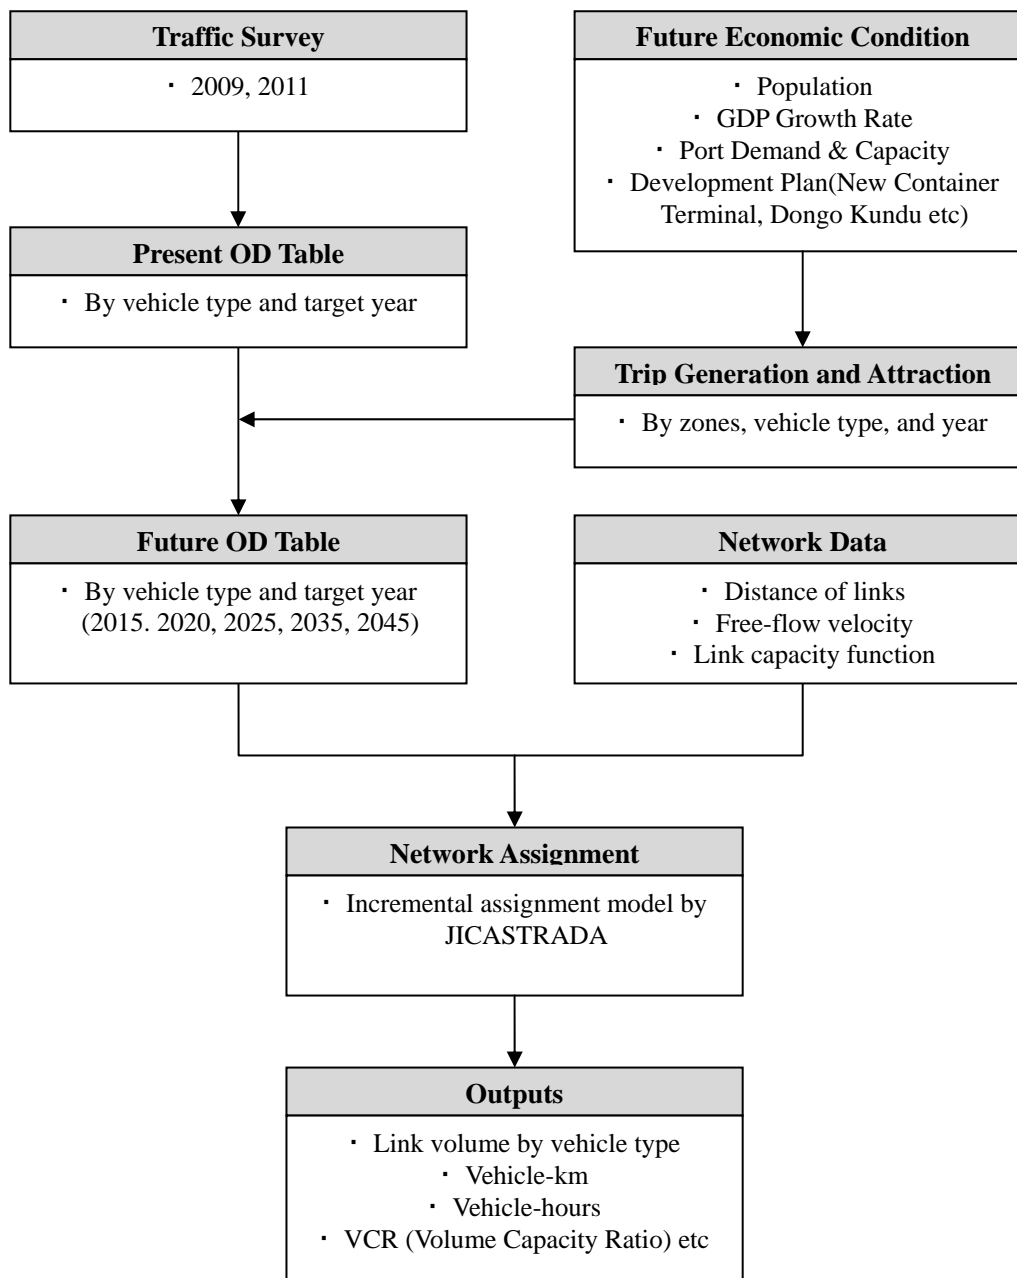 Traffic Survey
・ 2009, 2011
Future Economic Condition
・ Population
・ GDP Growth Rate
・ Port Demand & Capacity
・ Development Plan(New Container
Terminal, Dongo Kundu etc)
Present OD Table
・ By vehicle type and target year
Trip Generation and Attraction
・ By zones, vehicle type, and year
Future OD Table
・ By vehicle type and target year
(2015. 2020, 2025, 2035, 2045)
Network Data
・ Distance of links
・ Free-flow velocity
・ Link capacity function
Network Assignment
・ Incremental assignment model by
JICASTRADA
Outputs
・ Link volume by vehicle type
・ Vehicle-km
・ Vehicle-hours
・ VCR (Volume Capacity Ratio) etc